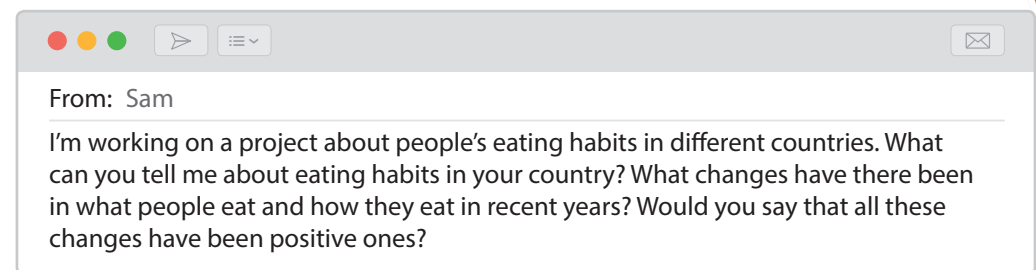 From: Sam
I'm working on a project about people's eating habits in different countries. What
can you tell me about eating habits in your country? What changes have there been
in what people eat and how they eat in recent years? Would you say that all these
changes have been positive ones?